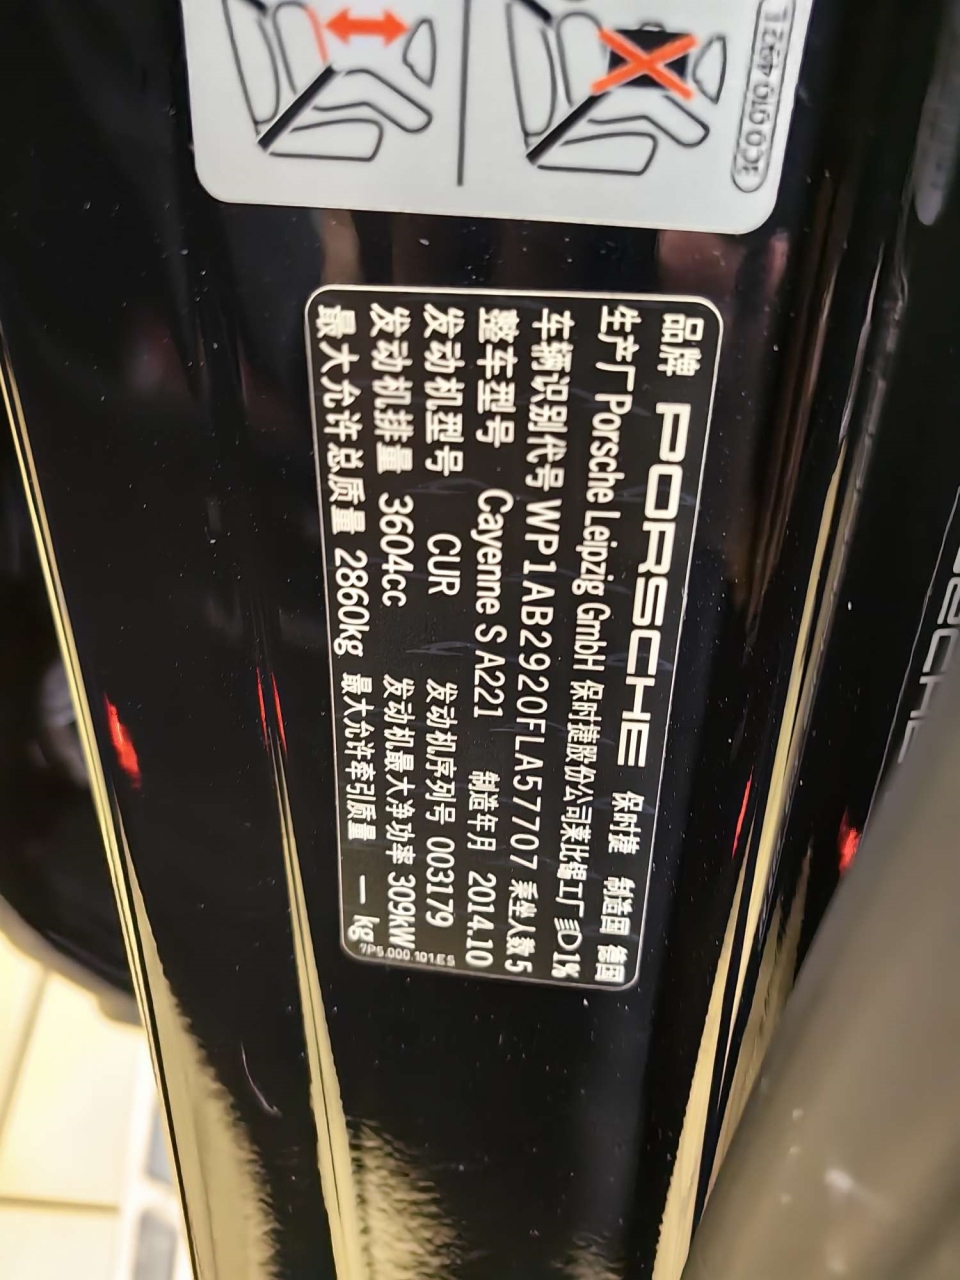 3C0 010 492 T
品牌 PORSCHE 保时捷 制造国 德国
生产厂 Porsche Leipzig GmbH 保时捷股份公司莱比锡工厂 D1%
车辆识别代号 WP1AB2920FLA57707 乘坐人数 5
整车型号 Cayenne S A221 制造年月 2014.10
发动机型号 CUR 发动机序列号 003179
发动机排量 3604cc 发动机最大净功率 309kW
最大允许总质量 2860kg 最大允许牵引质量 — kg
7P5.000.101.ES